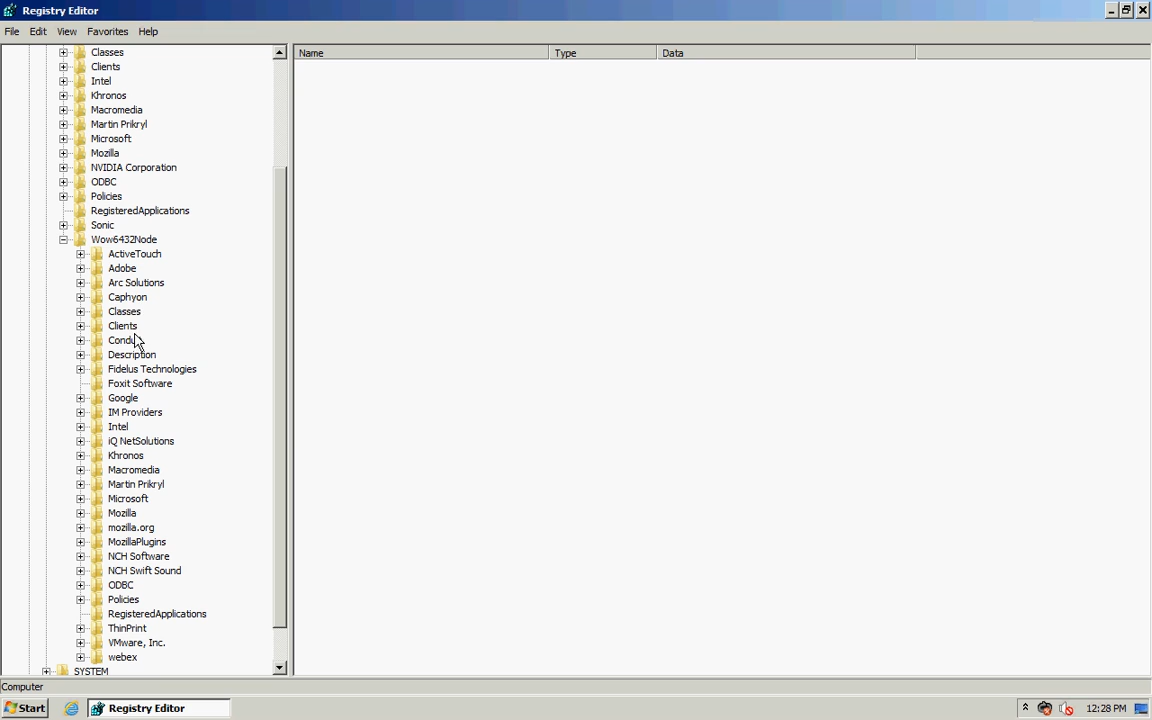 Registry Editor
File Edit View Favorites Help
Name Type Data
Classes
Clients
Intel
Khronos
Macromedia
Martin Prikryl
Microsoft
Mozilla
NVIDIA Corporation
ODBC
Policies
RegisteredApplications
Sonic
Wow6432Node
ActiveTouch
Adobe
Arc Solutions
Caphyon
Classes
Clients
Description
Fidelus Technologies
Foxit Software
Google
IM Providers
Intel
iQ NetSolutions
Khronos
Macromedia
Martin Prikryl
Microsoft
Mozilla
mozilla.org
MozillaPlugins
NCH Software
NCH Swift Sound
ODBC
Policies
RegisteredApplications
ThinPrint
VMware, Inc.
webex
SYSTEM
Computer
Start Registry Editor 12:28 PM